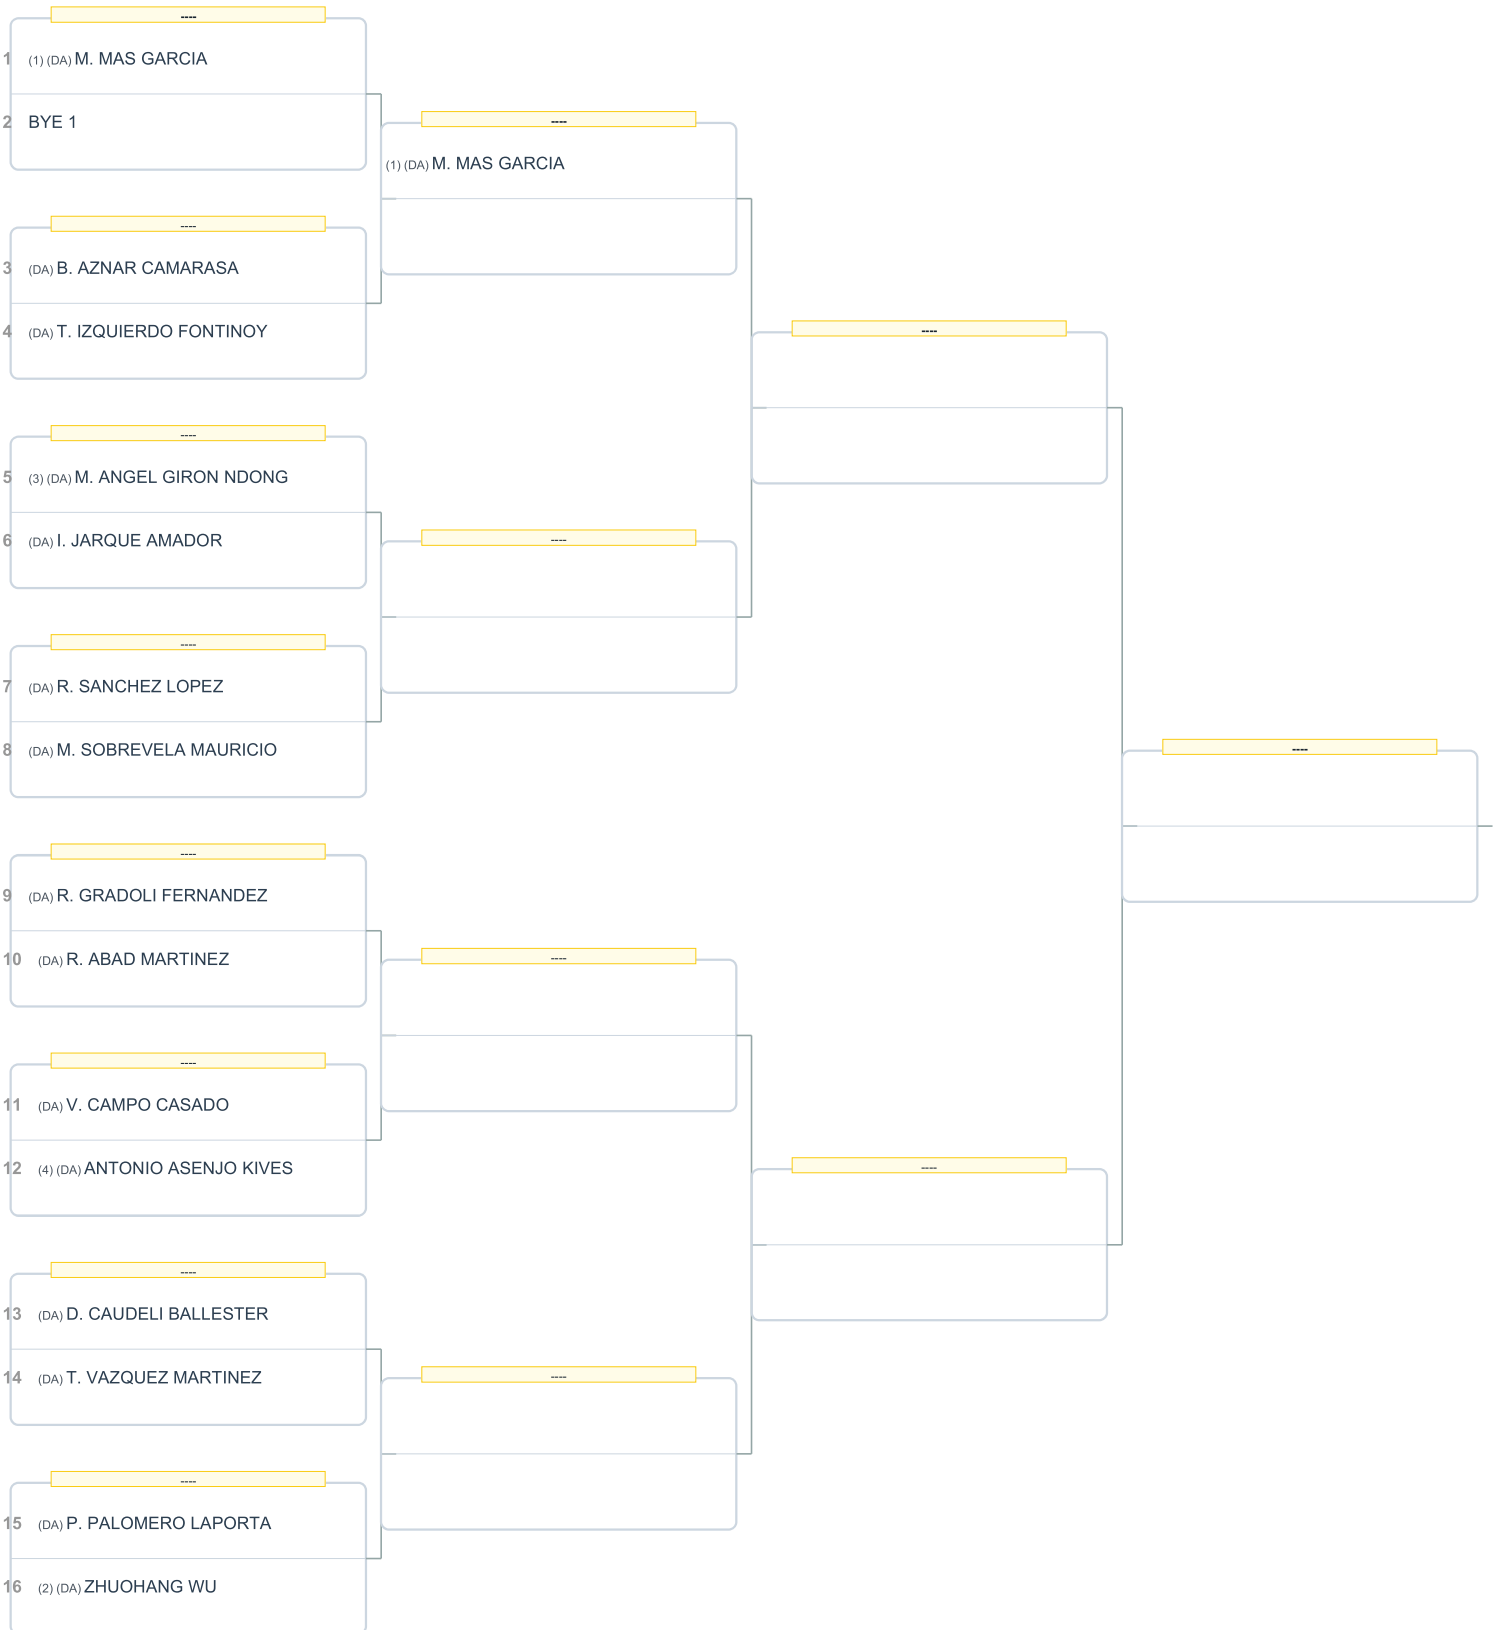 ----
1 (1) (DA) M. MAS GARCIA
2 BYE 1
----
3 (DA) B. AZNAR CAMARASA
4 (DA) T. IZQUIERDO FONTINOY
----
5 (3) (DA) M. ANGEL GIRON NDONG
6 (DA) I. JARQUE AMADOR
----
7 (DA) R. SANCHEZ LOPEZ
8 (DA) M. SOBREVELA MAURICIO
----
9 (DA) R. GRADOLI FERNANDEZ
10 (DA) R. ABAD MARTINEZ
----
11 (DA) V. CAMPO CASADO
12 (4) (DA) ANTONIO ASENJO KIVES
----
13 (DA) D. CAUDELI BALLESTER
14 (DA) T. VAZQUEZ MARTINEZ
----
15 (DA) P. PALOMERO LAPORTA
16 (2) (DA) ZHUOHANG WU
----
(1) (DA) M. MAS GARCIA
----
----
----
----
----
----